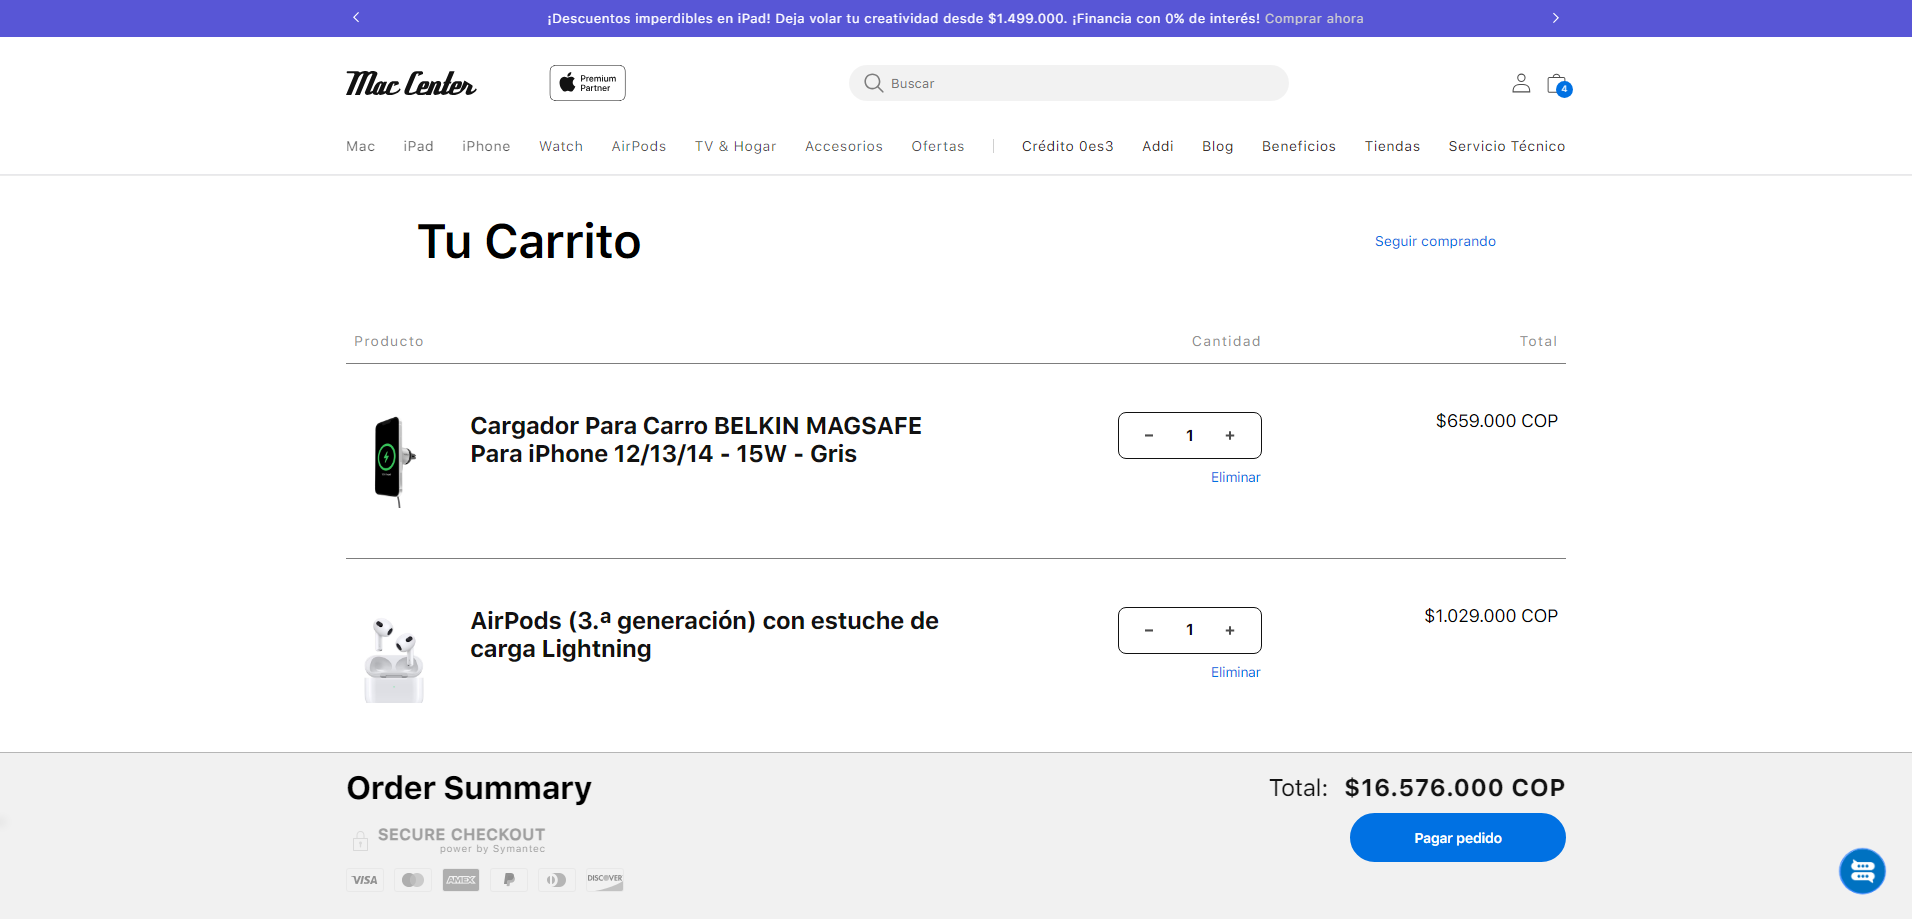 ¡Descuentos imperdibles en iPad! Deja volar tu creatividad desde $1.499.000. ¡Financia con 0% de interés! Comprar ahora
Mac Center
Premium
Partner
Buscar
4
Mac iPad iPhone Watch AirPods TV & Hogar Accesorios Ofertas Crédito 0es3 Addi Blog Beneficios Tiendas Servicio Técnico
Tu Carrito
Seguir comprando
Producto Cantidad Total
Cargador Para Carro BELKIN MAGSAFE
Para iPhone 12/13/14 - 15W - Gris
− 1 +
Eliminar
$659.000 COP
AirPods (3.ª generación) con estuche de
carga Lightning
− 1 +
Eliminar
$1.029.000 COP
Order Summary
Total: $16.576.000 COP
SECURE CHECKOUT
power by Symantec
Pagar pedido
VISA AMEX DISCOVER